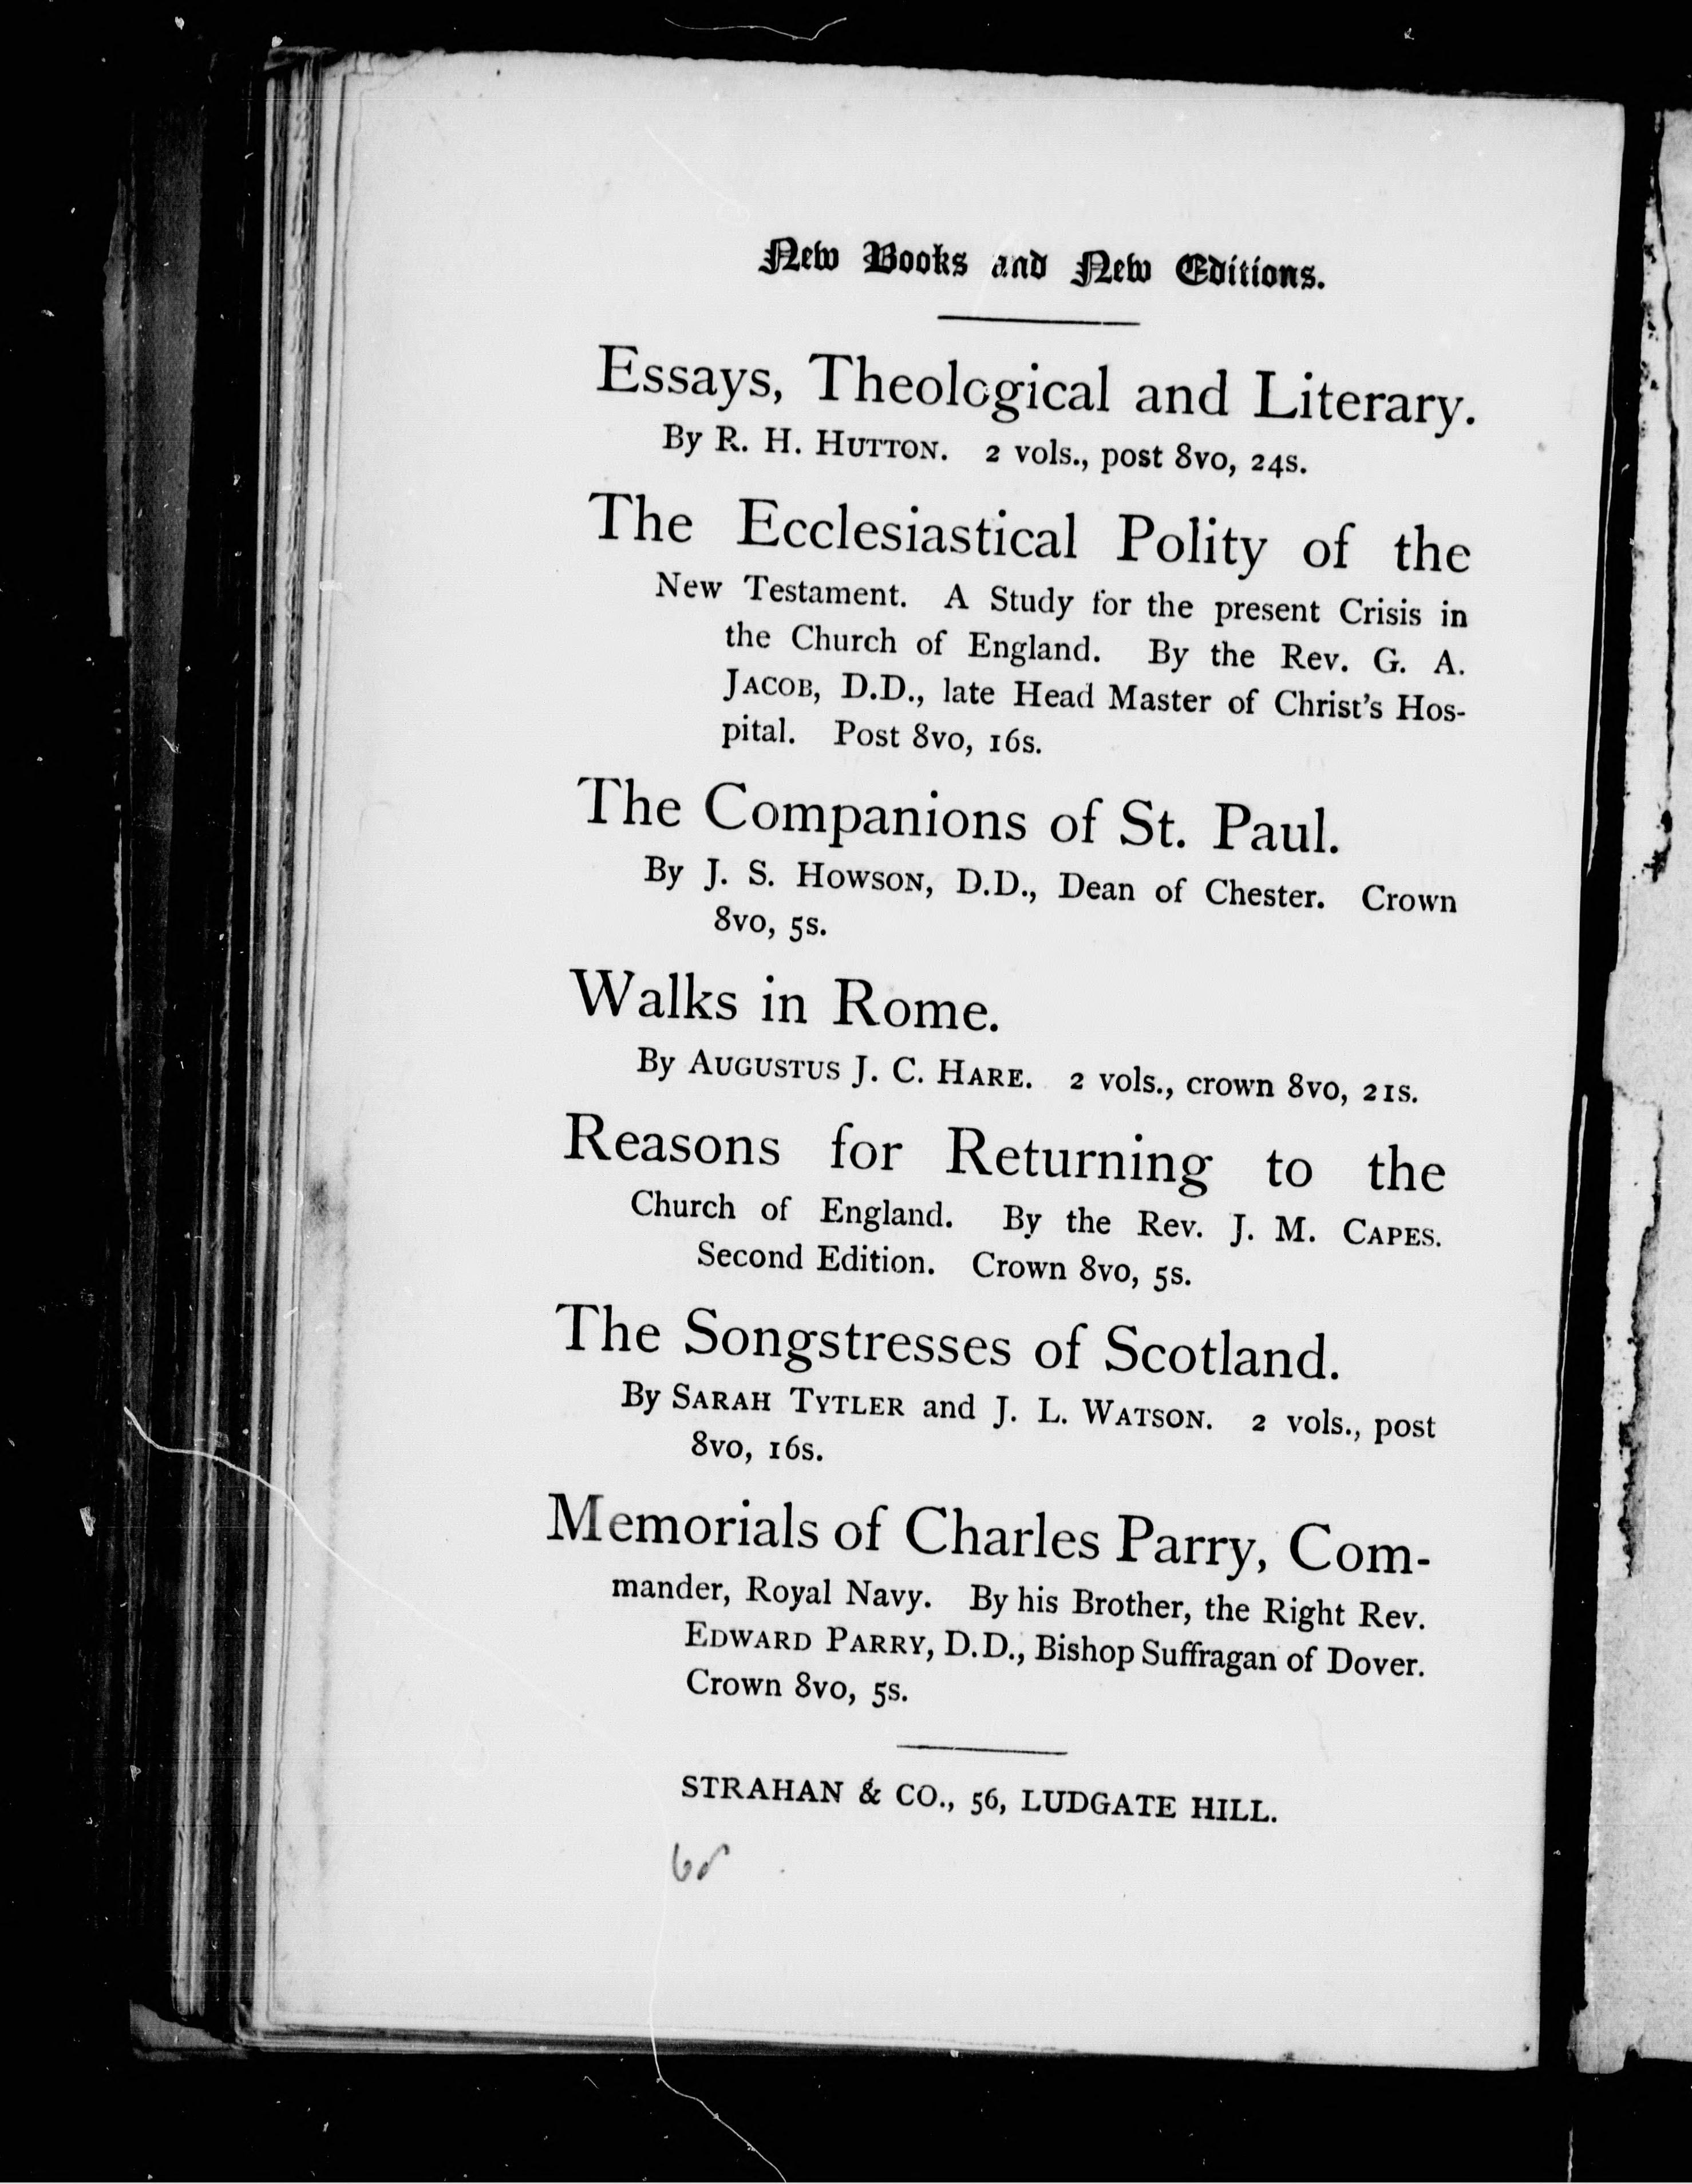 New Books and New Editions.
Essays, Theological and Literary.
By R. H. HUTTON. 2 vols., post 8vo, 24s.
The Ecclesiastical Polity of the
New Testament. A Study for the present Crisis in
the Church of England. By the Rev. G. A.
JACOB, D.D., late Head Master of Christ's Hos-
pital. Post 8vo, 16s.
The Companions of St. Paul.
By J. S. HOWSON, D.D., Dean of Chester. Crown
8vo, 5s.
Walks in Rome.
By AUGUSTUS J. C. HARE. 2 vols., crown 8vo, 21s.
Reasons for Returning to the
Church of England. By the Rev. J. M. CAPES.
Second Edition. Crown 8vo, 5s.
The Songstresses of Scotland.
By SARAH TYTLER and J. L. WATSON. 2 vols., post
8vo, 16s.
Memorials of Charles Parry, Com-
mander, Royal Navy. By his Brother, the Right Rev.
EDWARD PARRY, D.D., Bishop Suffragan of Dover.
Crown 8vo, 5s.
STRAHAN & CO., 56, LUDGATE HILL.